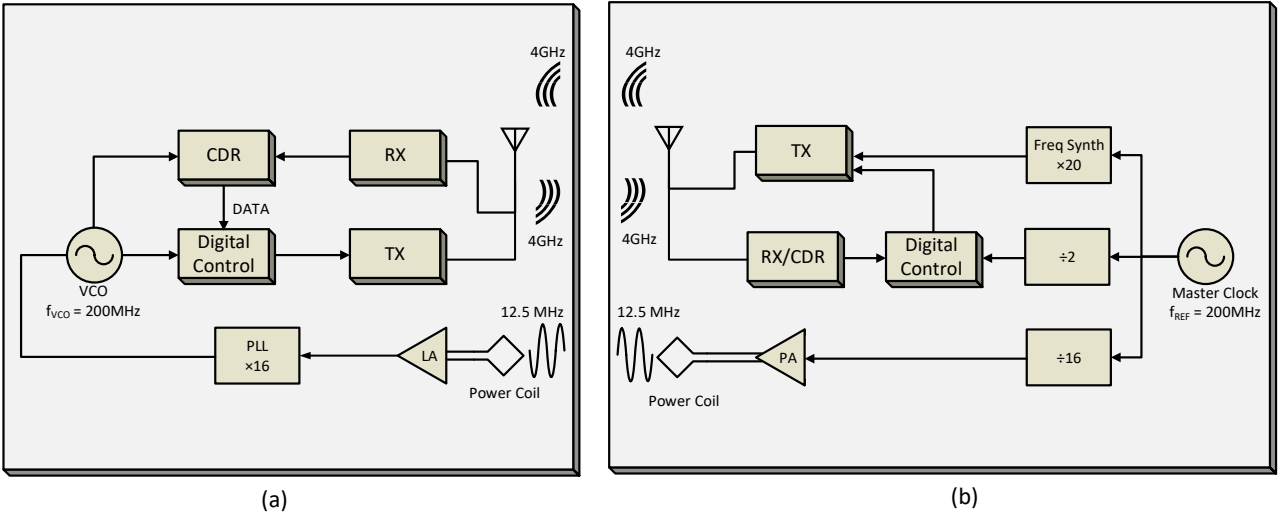 4GHz
CDR
RX
DATA
4GHz
Digital
Control
TX
VCO
f_VCO = 200MHz
12.5 MHz
PLL
×16
LA
Power Coil
(a)
4GHz
TX
Freq Synth
×20
4GHz
RX/CDR
Digital
Control
÷2
Master Clock
f_REF = 200MHz
12.5 MHz
PA
÷16
Power Coil
(b)